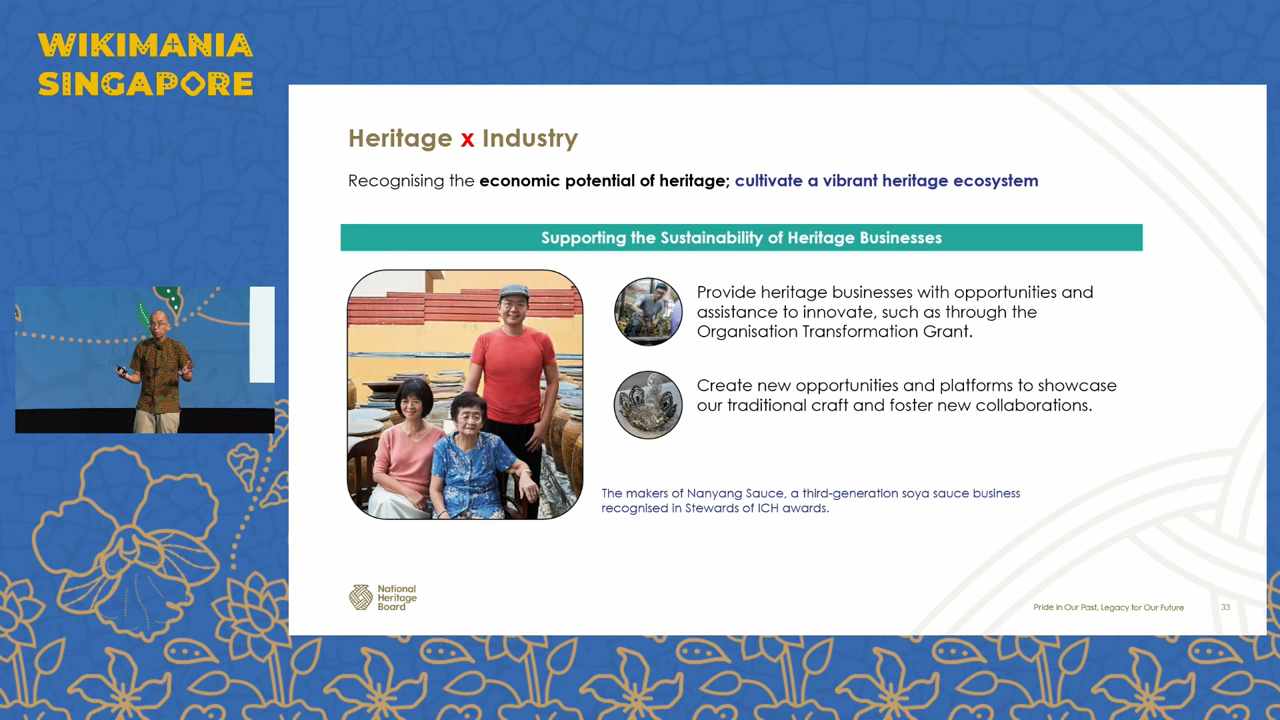 WIKIMANIA
SINGAPORE
Heritage x Industry
Recognising the economic potential of heritage; cultivate a vibrant heritage ecosystem
Supporting the Sustainability of Heritage Businesses
Provide heritage businesses with opportunities and
assistance to innovate, such as through the
Organisation Transformation Grant.
Create new opportunities and platforms to showcase
our traditional craft and foster new collaborations.
The makers of Nanyang Sauce, a third-generation soya sauce business
recognised in Stewards of ICH awards.
National
Heritage
Board
Pride in Our Past, Legacy for Our Future
33